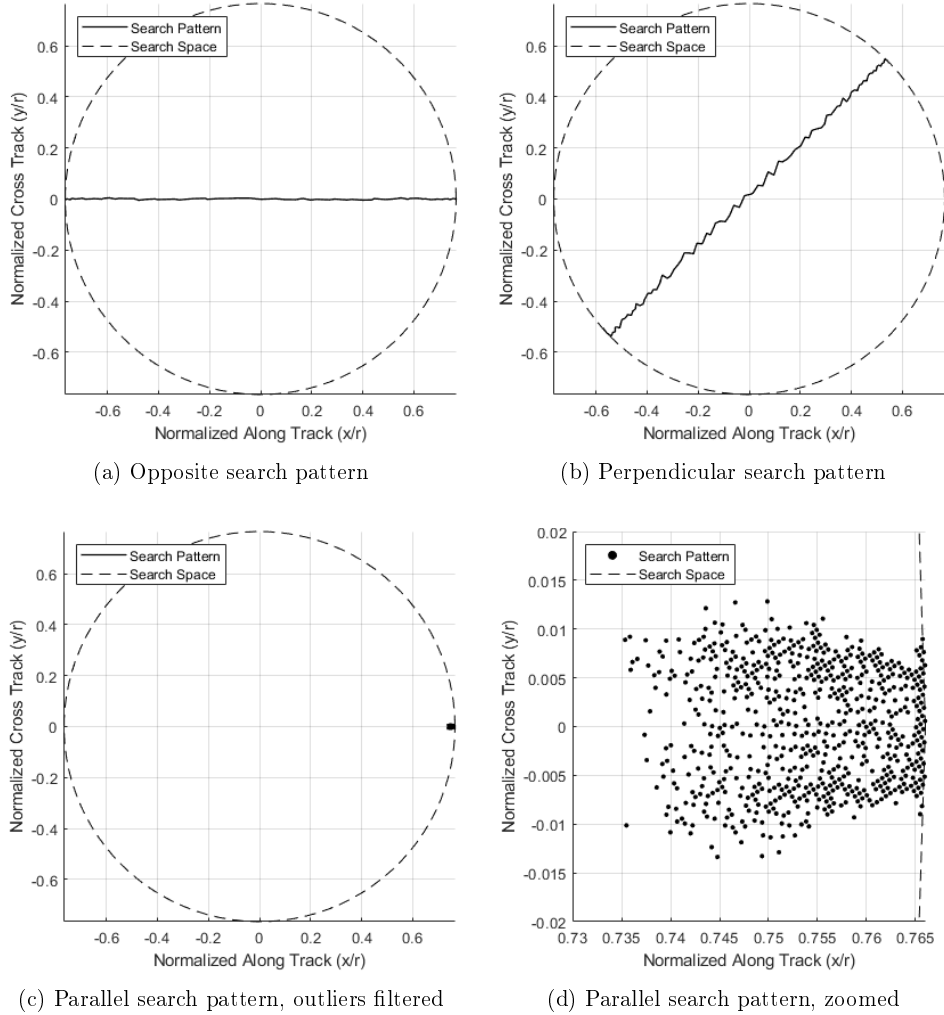 Search Pattern
Search Space
0.6
0.4
0.2
0
-0.2
-0.4
-0.6
Normalized Cross Track (y/r)
-0.6 -0.4 -0.2 0 0.2 0.4 0.6
Normalized Along Track (x/r)
(a) Opposite search pattern
Search Pattern
Search Space
0.6
0.4
0.2
0
-0.2
-0.4
-0.6
Normalized Cross Track (y/r)
-0.6 -0.4 -0.2 0 0.2 0.4 0.6
Normalized Along Track (x/r)
(b) Perpendicular search pattern
Search Pattern
Search Space
0.6
0.4
0.2
0
-0.2
-0.4
-0.6
Normalized Cross Track (y/r)
-0.6 -0.4 -0.2 0 0.2 0.4 0.6
Normalized Along Track (x/r)
(c) Parallel search pattern, outliers filtered
Search Pattern
Search Space
0.02
0.015
0.01
0.005
0
-0.005
-0.01
-0.015
-0.02
Normalized Cross Track (y/r)
0.73 0.735 0.74 0.745 0.75 0.755 0.76 0.765
Normalized Along Track (x/r)
(d) Parallel search pattern, zoomed